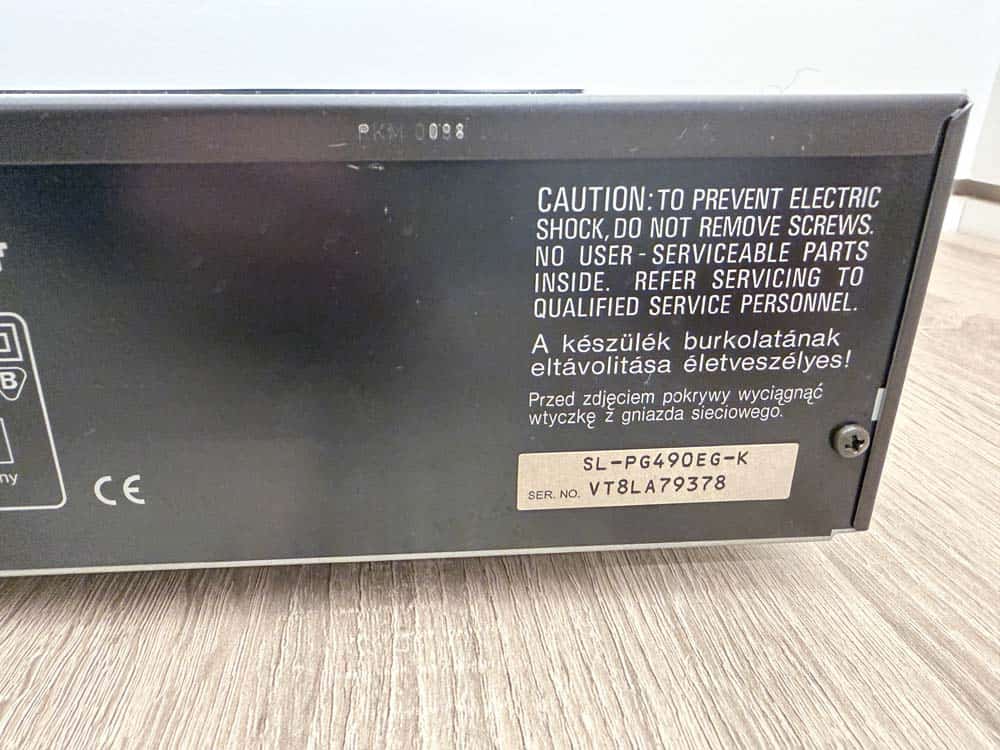 PKM 0098
CAUTION: TO PREVENT ELECTRIC
SHOCK, DO NOT REMOVE SCREWS.
NO USER-SERVICEABLE PARTS
INSIDE. REFER SERVICING TO
QUALIFIED SERVICE PERSONNEL.
A készülék burkolatának
eltávolitása életveszélyes!
Przed zdjęciem pokrywy wyciągnąć
wtyczkę z gniazda sieciowego.
B
CE
SL-PG490EG-K
SER. NO. VT8LA79378